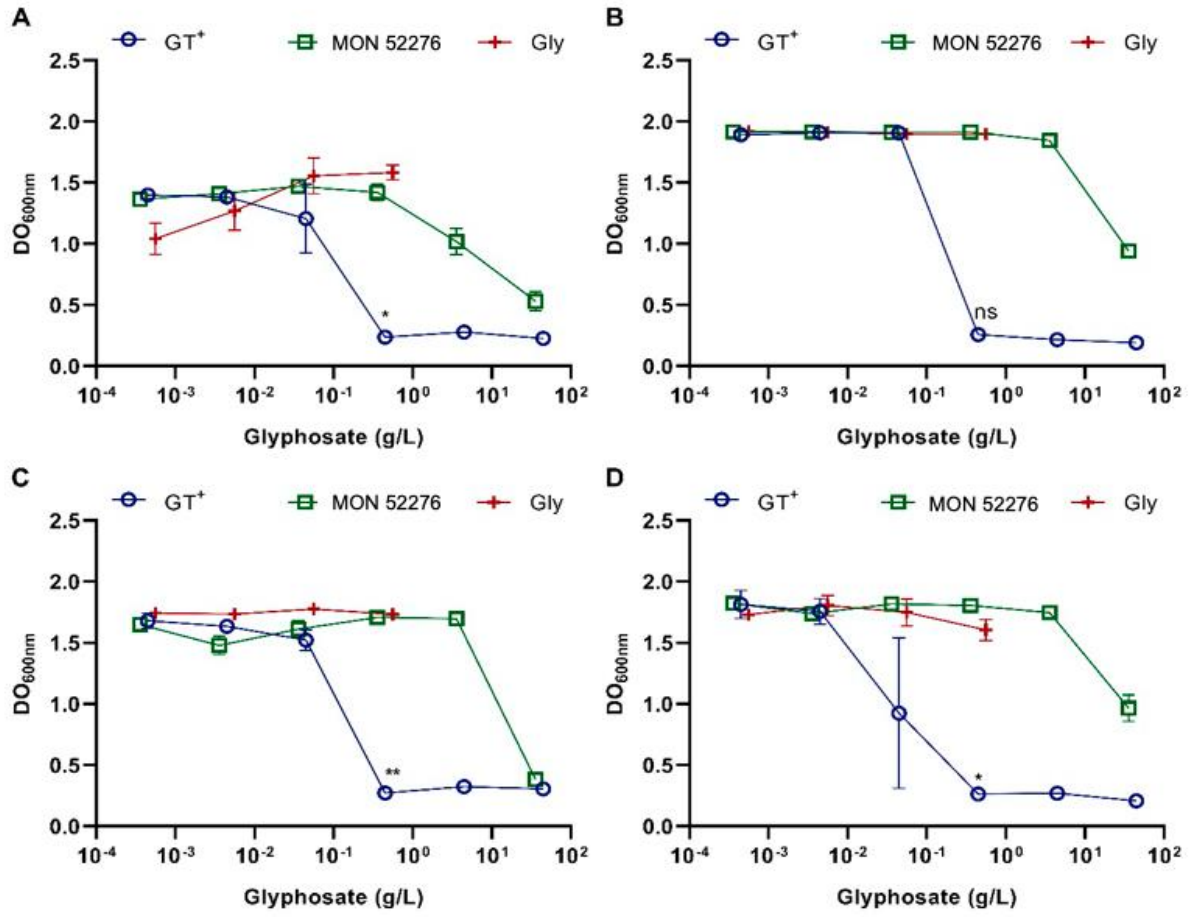 A
GT⁺ MON 52276 Gly
2.5
2.0
1.5
1.0
0.5
0.0
DO600nm
*
10⁻⁴ 10⁻³ 10⁻² 10⁻¹ 10⁰ 10¹ 10²
Glyphosate (g/L)
B
GT⁺ MON 52276 Gly
2.5
2.0
1.5
1.0
0.5
0.0
DO600nm
ns
10⁻⁴ 10⁻³ 10⁻² 10⁻¹ 10⁰ 10¹ 10²
Glyphosate (g/L)
C
GT⁺ MON 52276 Gly
2.5
2.0
1.5
1.0
0.5
0.0
DO600nm
**
10⁻⁴ 10⁻³ 10⁻² 10⁻¹ 10⁰ 10¹ 10²
Glyphosate (g/L)
D
GT⁺ MON 52276 Gly
2.5
2.0
1.5
1.0
0.5
0.0
DO600nm
*
10⁻⁴ 10⁻³ 10⁻² 10⁻¹ 10⁰ 10¹ 10²
Glyphosate (g/L)